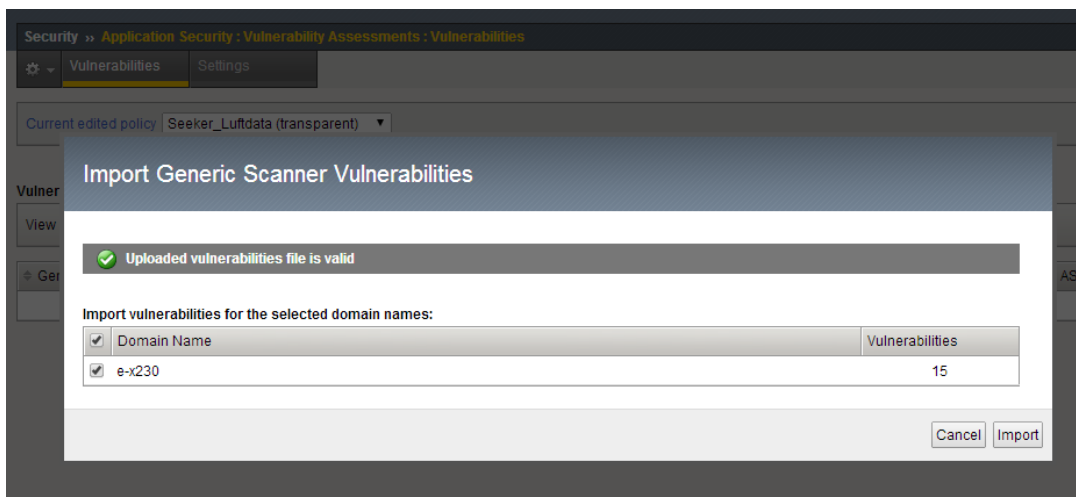 Security » Application Security : Vulnerability Assessments : Vulnerabilities
Vulnerabilities Settings
Current edited policy Seeker_Luftdata (transparent)
Import Generic Scanner Vulnerabilities
Vulner
View
Uploaded vulnerabilities file is valid
Ger AS
Import vulnerabilities for the selected domain names:
Domain Name Vulnerabilities
e-x230 15
Cancel Import